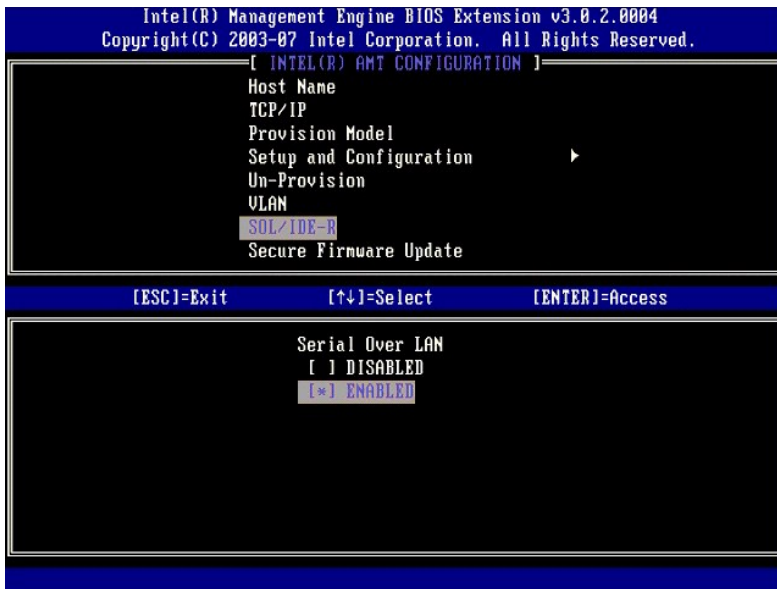 Intel(R) Management Engine BIOS Extension v3.0.2.0004
Copyright(C) 2003-07 Intel Corporation. All Rights Reserved.
[ INTEL(R) AMT CONFIGURATION ]
Host Name
TCP/IP
Provision Model
Setup and Configuration ►
Un-Provision
VLAN
SOL/IDE-R
Secure Firmware Update
[ESC]=Exit [↑↓]=Select [ENTER]=Access
Serial Over LAN
[ ] DISABLED
[*] ENABLED